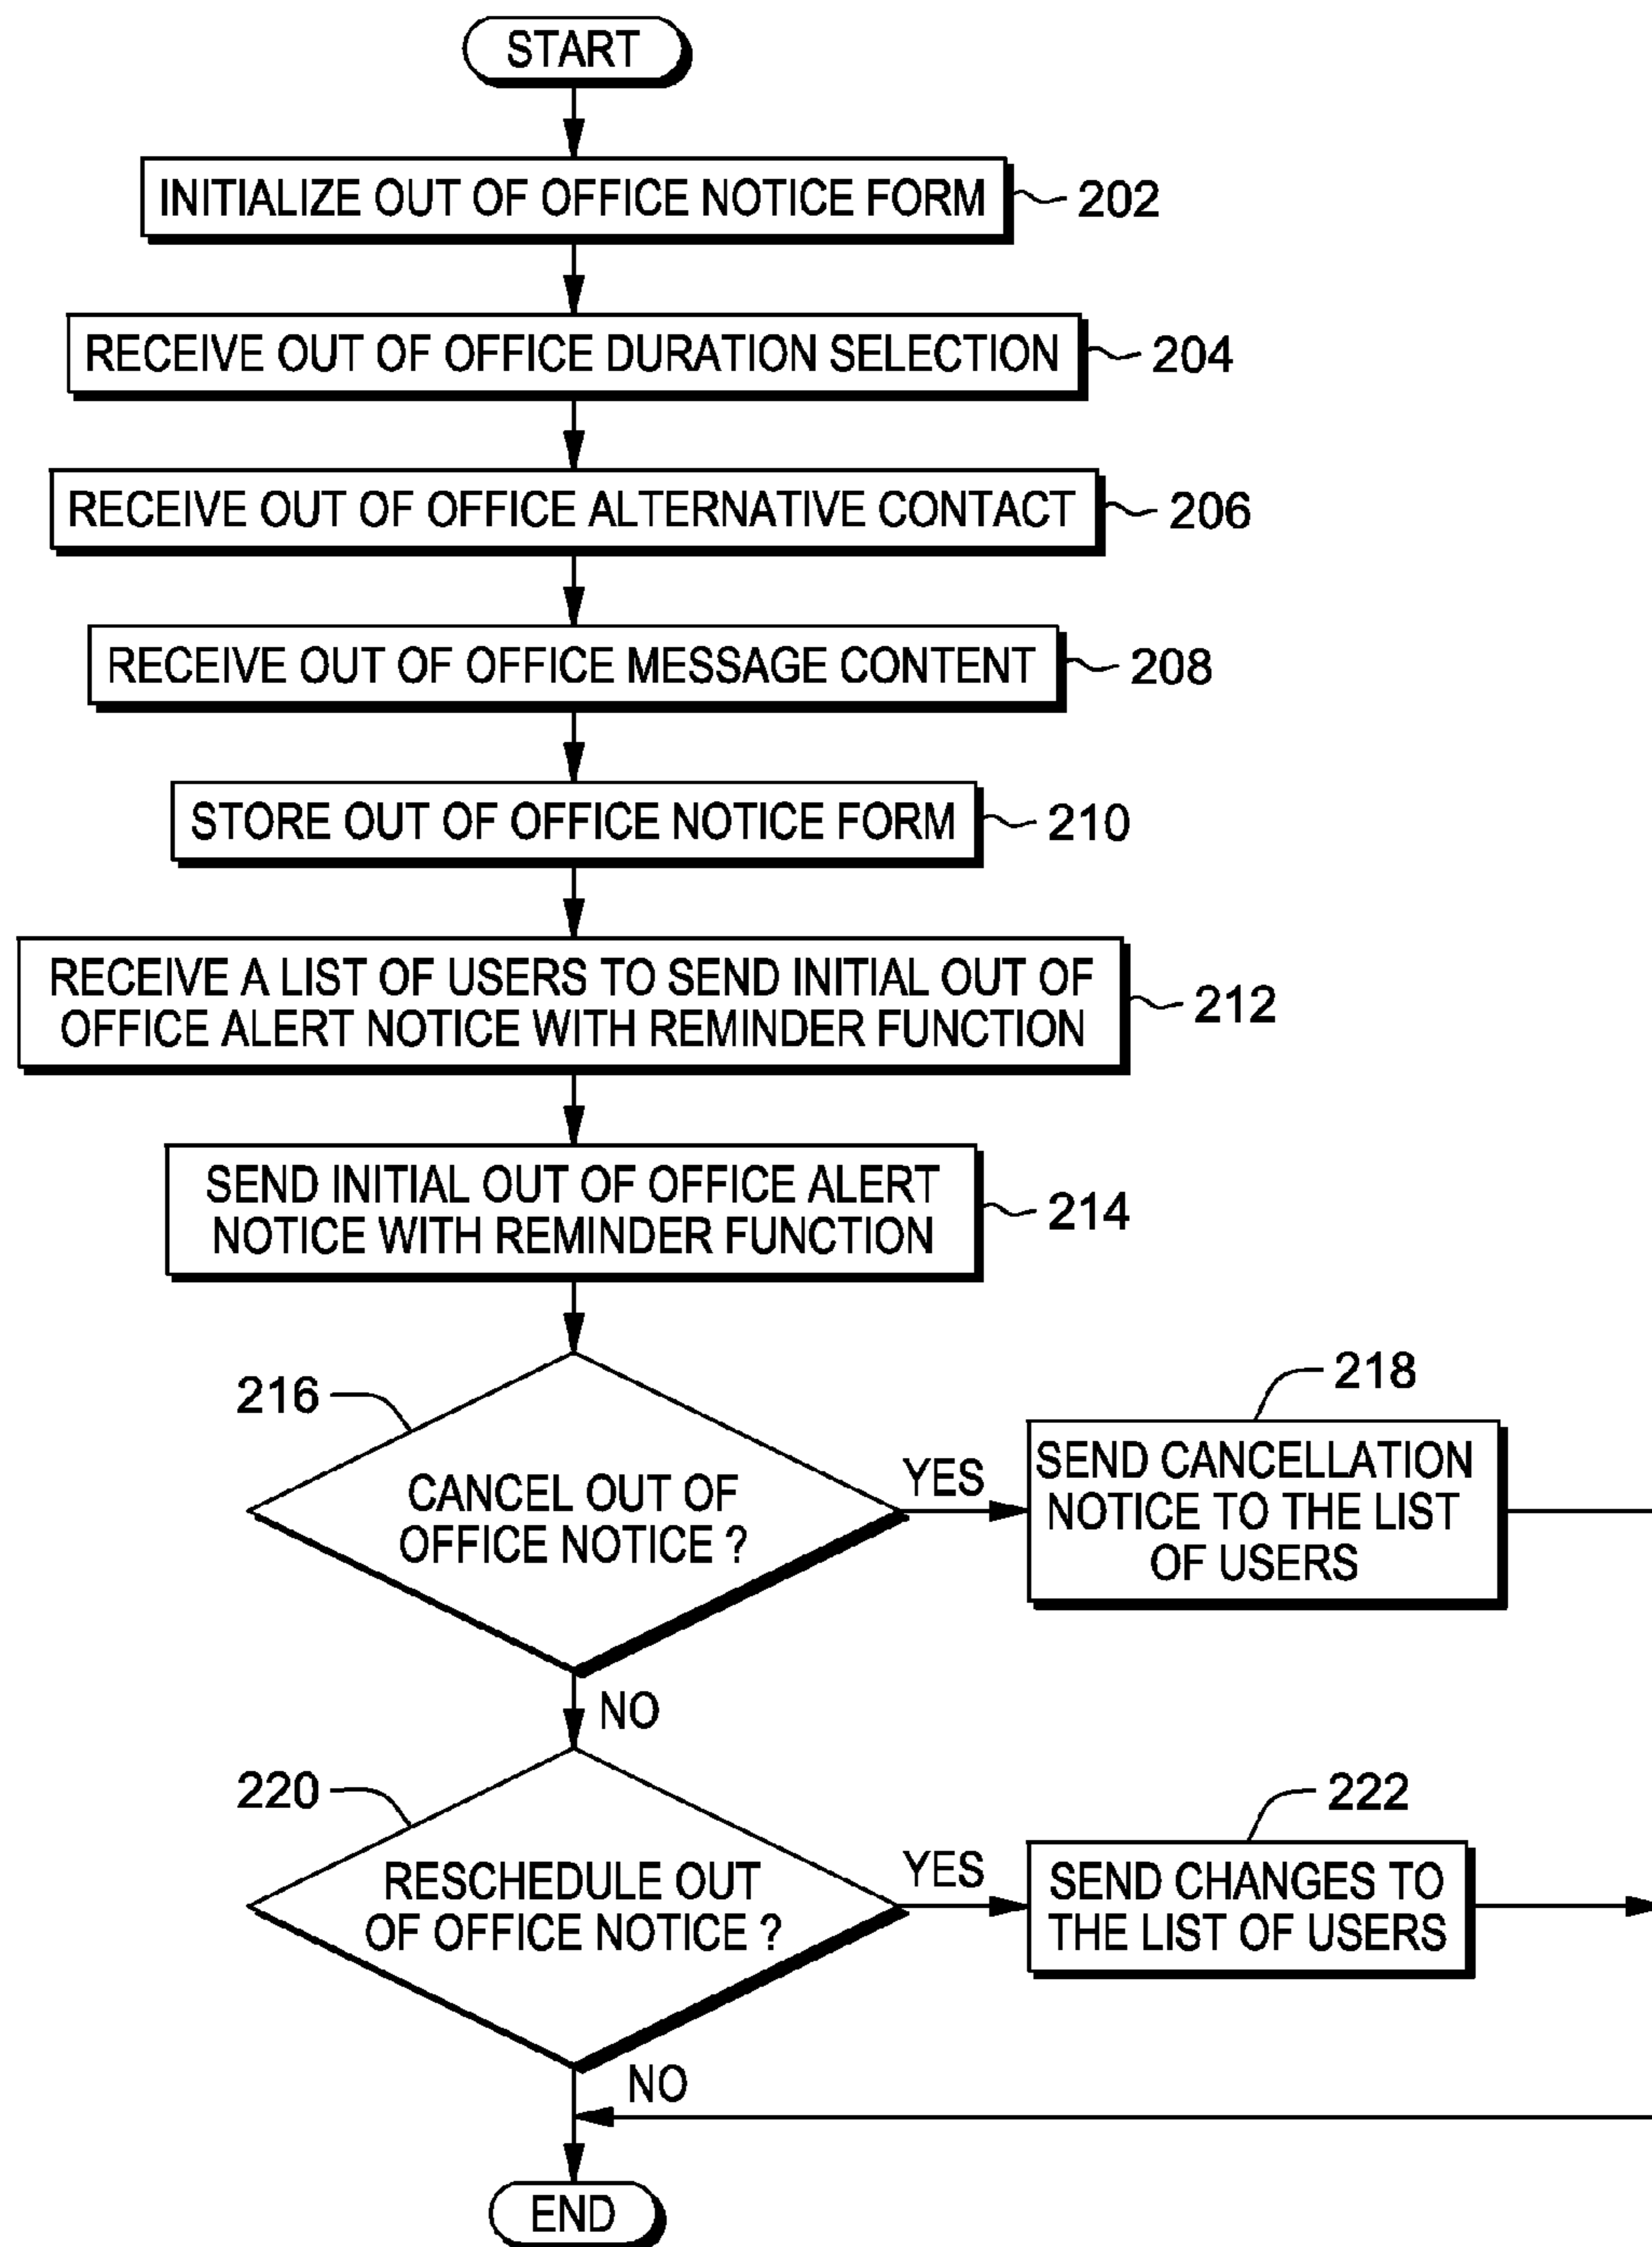 START
INITIALIZE OUT OF OFFICE NOTICE FORM
202
RECEIVE OUT OF OFFICE DURATION SELECTION
204
RECEIVE OUT OF OFFICE ALTERNATIVE CONTACT
206
RECEIVE OUT OF OFFICE MESSAGE CONTENT
208
STORE OUT OF OFFICE NOTICE FORM
210
RECEIVE A LIST OF USERS TO SEND INITIAL OUT OF
OFFICE ALERT NOTICE WITH REMINDER FUNCTION
212
SEND INITIAL OUT OF OFFICE ALERT
NOTICE WITH REMINDER FUNCTION
214
216
CANCEL OUT OF
OFFICE NOTICE ?
YES
218
SEND CANCELLATION
NOTICE TO THE LIST
OF USERS
NO
220
RESCHEDULE OUT
OF OFFICE NOTICE ?
YES
222
SEND CHANGES TO
THE LIST OF USERS
NO
END